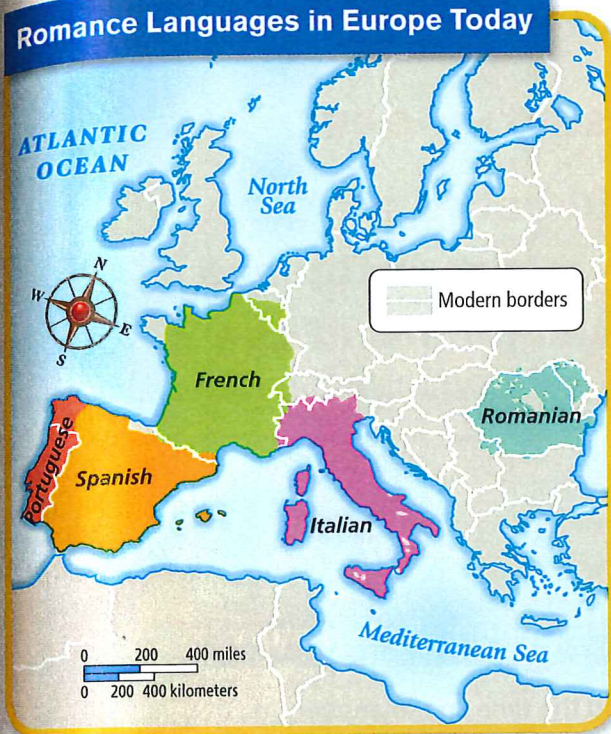 Romance Languages in Europe Today
ATLANTIC
OCEAN
North
Sea
N
W
E
S
Modern borders
French
Romanian
Portuguese
Spanish
Italian
Mediterranean Sea
0 200 400 miles
0 200 400 kilometers